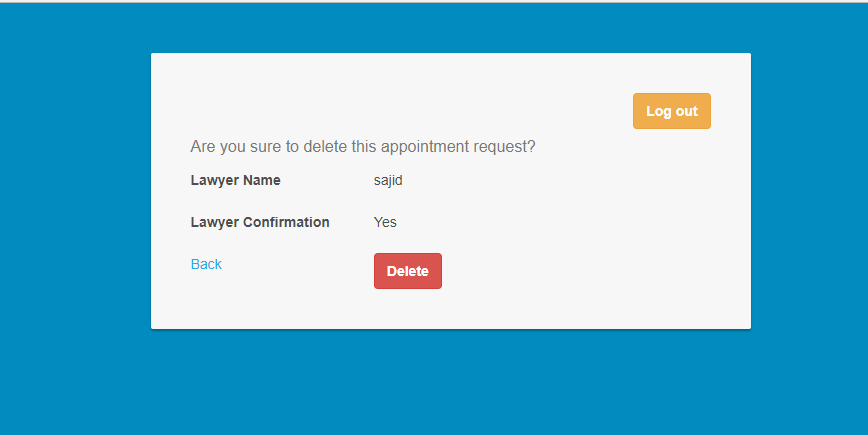 Log out
Are you sure to delete this appointment request?
Lawyer Name sajid
Lawyer Confirmation Yes
Back Delete